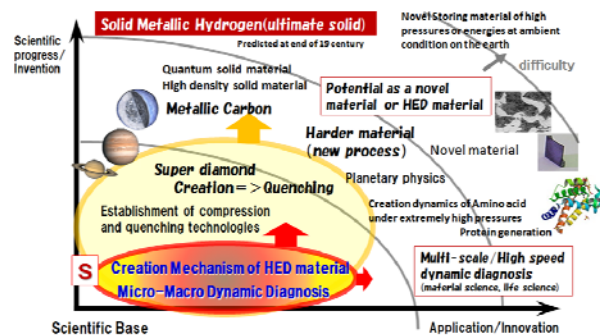 Scientific
progress/
Invention
Solid Metallic Hydrogen(ultimate solid)
Predicted at end of 19 century
Novel Storing material of high
pressures or energies at ambient
condition on the earth
difficulty
Quantum solid material
High density solid material
Metallic Carbon
Potential as a novel
material or HED material
Harder material
(new process)
Novel material
Super diamond
Creation=>Quenching
Planetary physics
Establishment of compression
and quenching technologies
Creation dynamics of Amino acid
under extremely high pressures
Protein generation
S
Creation Mechanism of HED material
Micro-Macro Dynamic Diagnosis
Multi-scale/High speed
dynamic diagnosis
(material science, life science)
Scientific Base
Application/Innovation